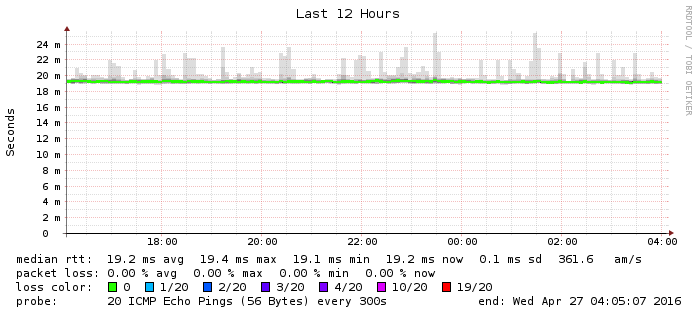 Last 12 Hours
RRDTOOL / TOBI OETIKER
Seconds
24 m
22 m
20 m
18 m
16 m
14 m
12 m
10 m
8 m
6 m
4 m
2 m
0
18:00 20:00 22:00 00:00 02:00 04:00
median rtt: 19.2 ms avg 19.4 ms max 19.1 ms min 19.2 ms now 0.1 ms sd 361.6 am/s
packet loss: 0.00 % avg 0.00 % max 0.00 % min 0.00 % now
loss color: 0 1/20 2/20 3/20 4/20 10/20 19/20
probe: 20 ICMP Echo Pings (56 Bytes) every 300s end: Wed Apr 27 04:05:07 2016